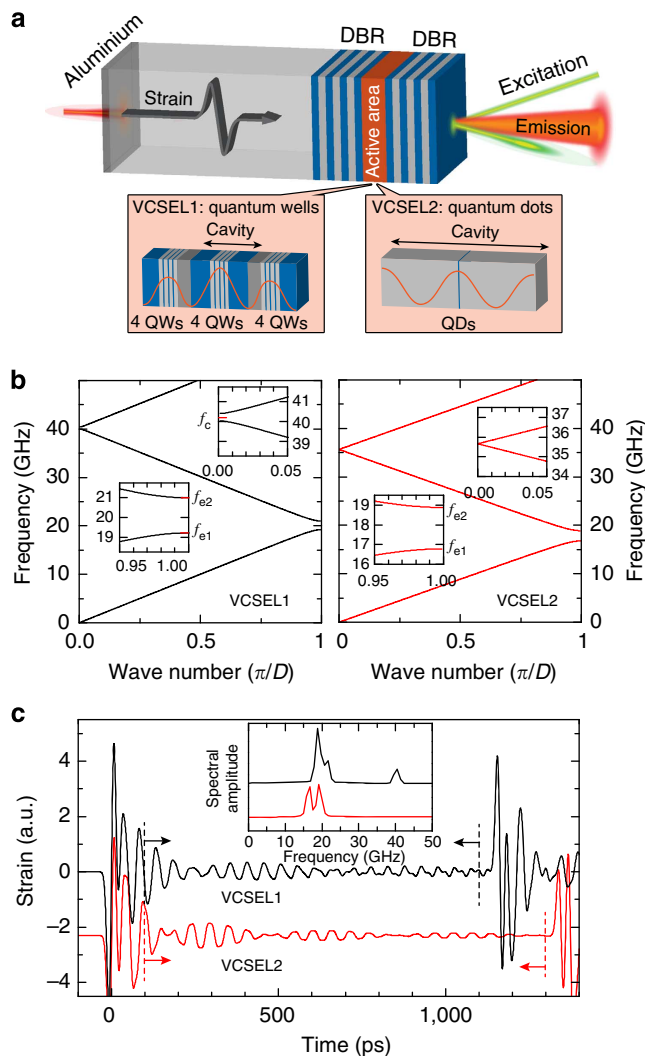 a
Aluminium
Strain
DBR DBR
Active area
Excitation
Emission
VCSEL1: quantum wells
Cavity
4 QWs 4 QWs 4 QWs
VCSEL2: quantum dots
Cavity
QDs
b
Frequency (GHz)
40
30
20
10
0
0.0 0.5 1
Wave number (π/D)
VCSEL1
fc
41
40
39
0.00 0.05
21
20
19
fe2
fe1
0.95 1.00
37
36
35
34
0.00 0.05
19
18
17
16
fe2
fe1
0.95 1.00
VCSEL2
0 0.5 1
Wave number (π/D)
40
30
20
10
0
Frequency (GHz)
c
Strain (a.u.)
4
2
0
−2
−4
Spectral
amplitude
0 10 20 30 40 50
Frequency (GHz)
VCSEL1
VCSEL2
0 500 1,000
Time (ps)